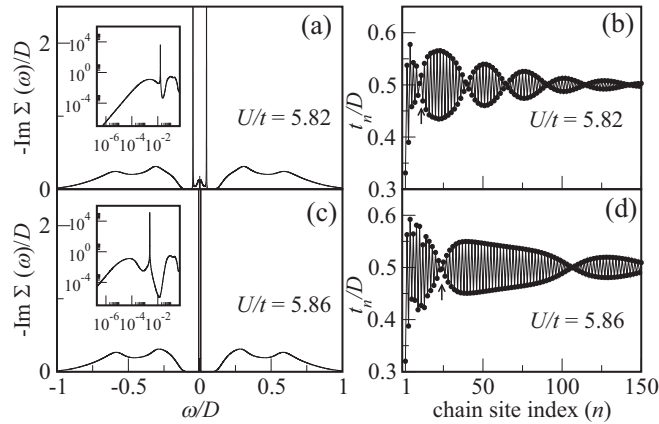 -Im Σ (ω)/D
2
1
0
10^4
10^0
10^-4
10^-6 10^-4 10^-2
(a)
U/t = 5.82
t_n/D
0.6
0.5
0.4
0.3
(b)
U/t = 5.82
-Im Σ (ω)/D
2
1
0
10^4
10^0
10^-4
10^-6 10^-4 10^-2
(c)
U/t = 5.86
-1 -0.5 0 0.5 1
ω/D
t_n/D
0.6
0.5
0.4
0.3
(d)
U/t = 5.86
1 50 100 150
chain site index (n)